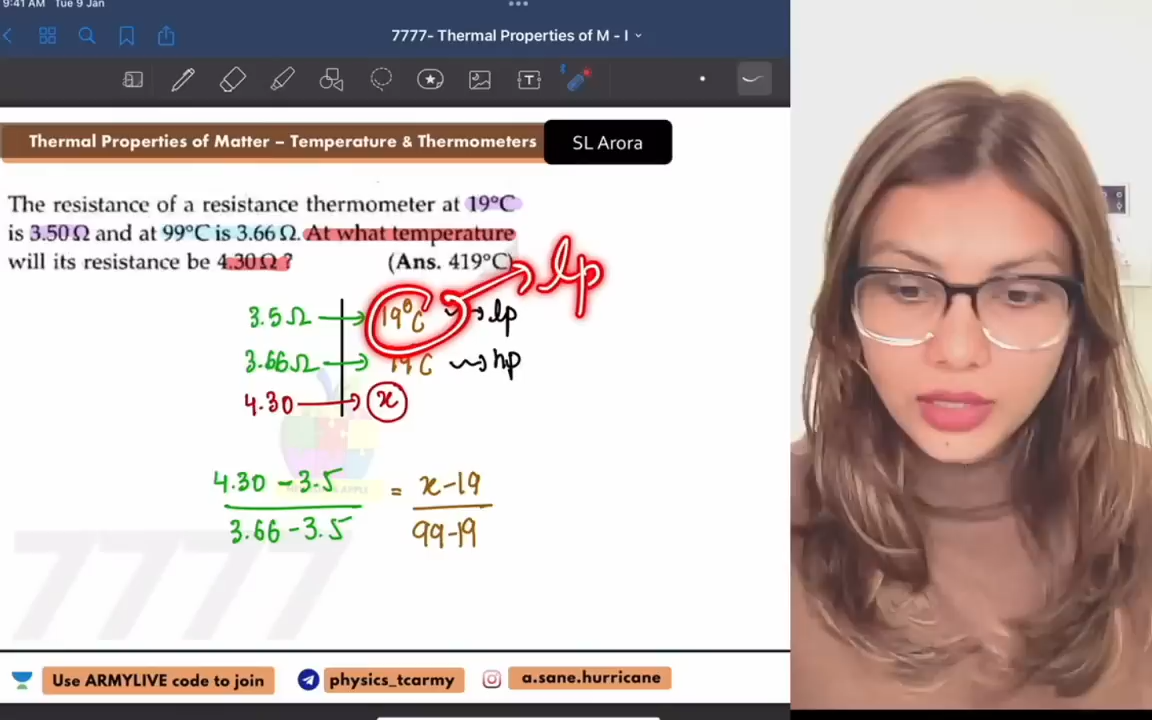 9:41 AM Tue 9 Jan
7777- Thermal Properties of M - I
T
Thermal Properties of Matter – Temperature & Thermometers
SL Arora
The resistance of a resistance thermometer at 19°C
is 3.50 Ω and at 99°C is 3.66 Ω. At what temperature
will its resistance be 4.30 Ω ? (Ans. 419°C)
lp
3.5 Ω → 19°C → lp
3.66 Ω → 99°C → hp
4.30 → x
4.30 - 3.5 = x - 19
3.66 - 3.5 99 - 19
7777
Use ARMYLIVE code to join
physics_tcarmy
a.sane.hurricane